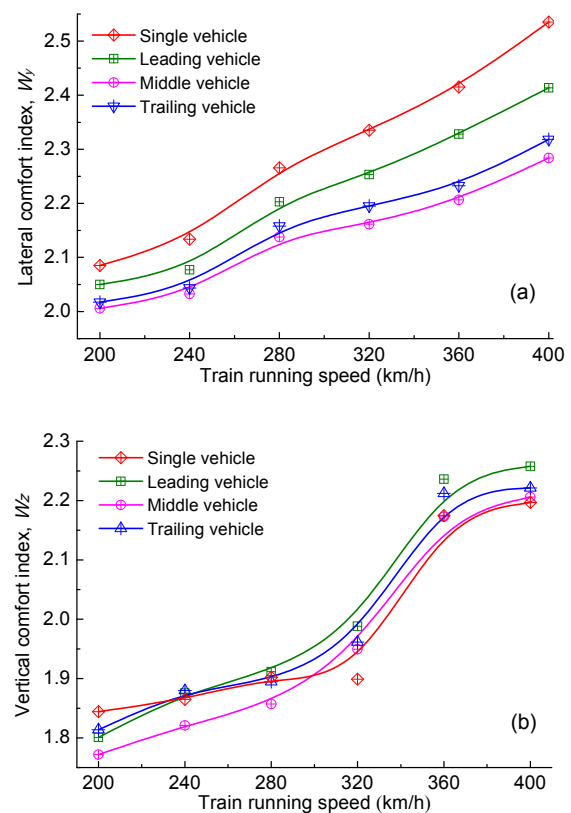 2.5
2.4
2.3
2.2
2.1
2.0
Lateral comfort index, Wy
Single vehicle
Leading vehicle
Middle vehicle
Trailing vehicle
(a)
200 240 280 320 360 400
Train running speed (km/h)
2.3
2.2
2.1
2.0
1.9
1.8
Vertical comfort index, Wz
Single vehicle
Leading vehicle
Middle vehicle
Trailing vehicle
(b)
200 240 280 320 360 400
Train running speed (km/h)